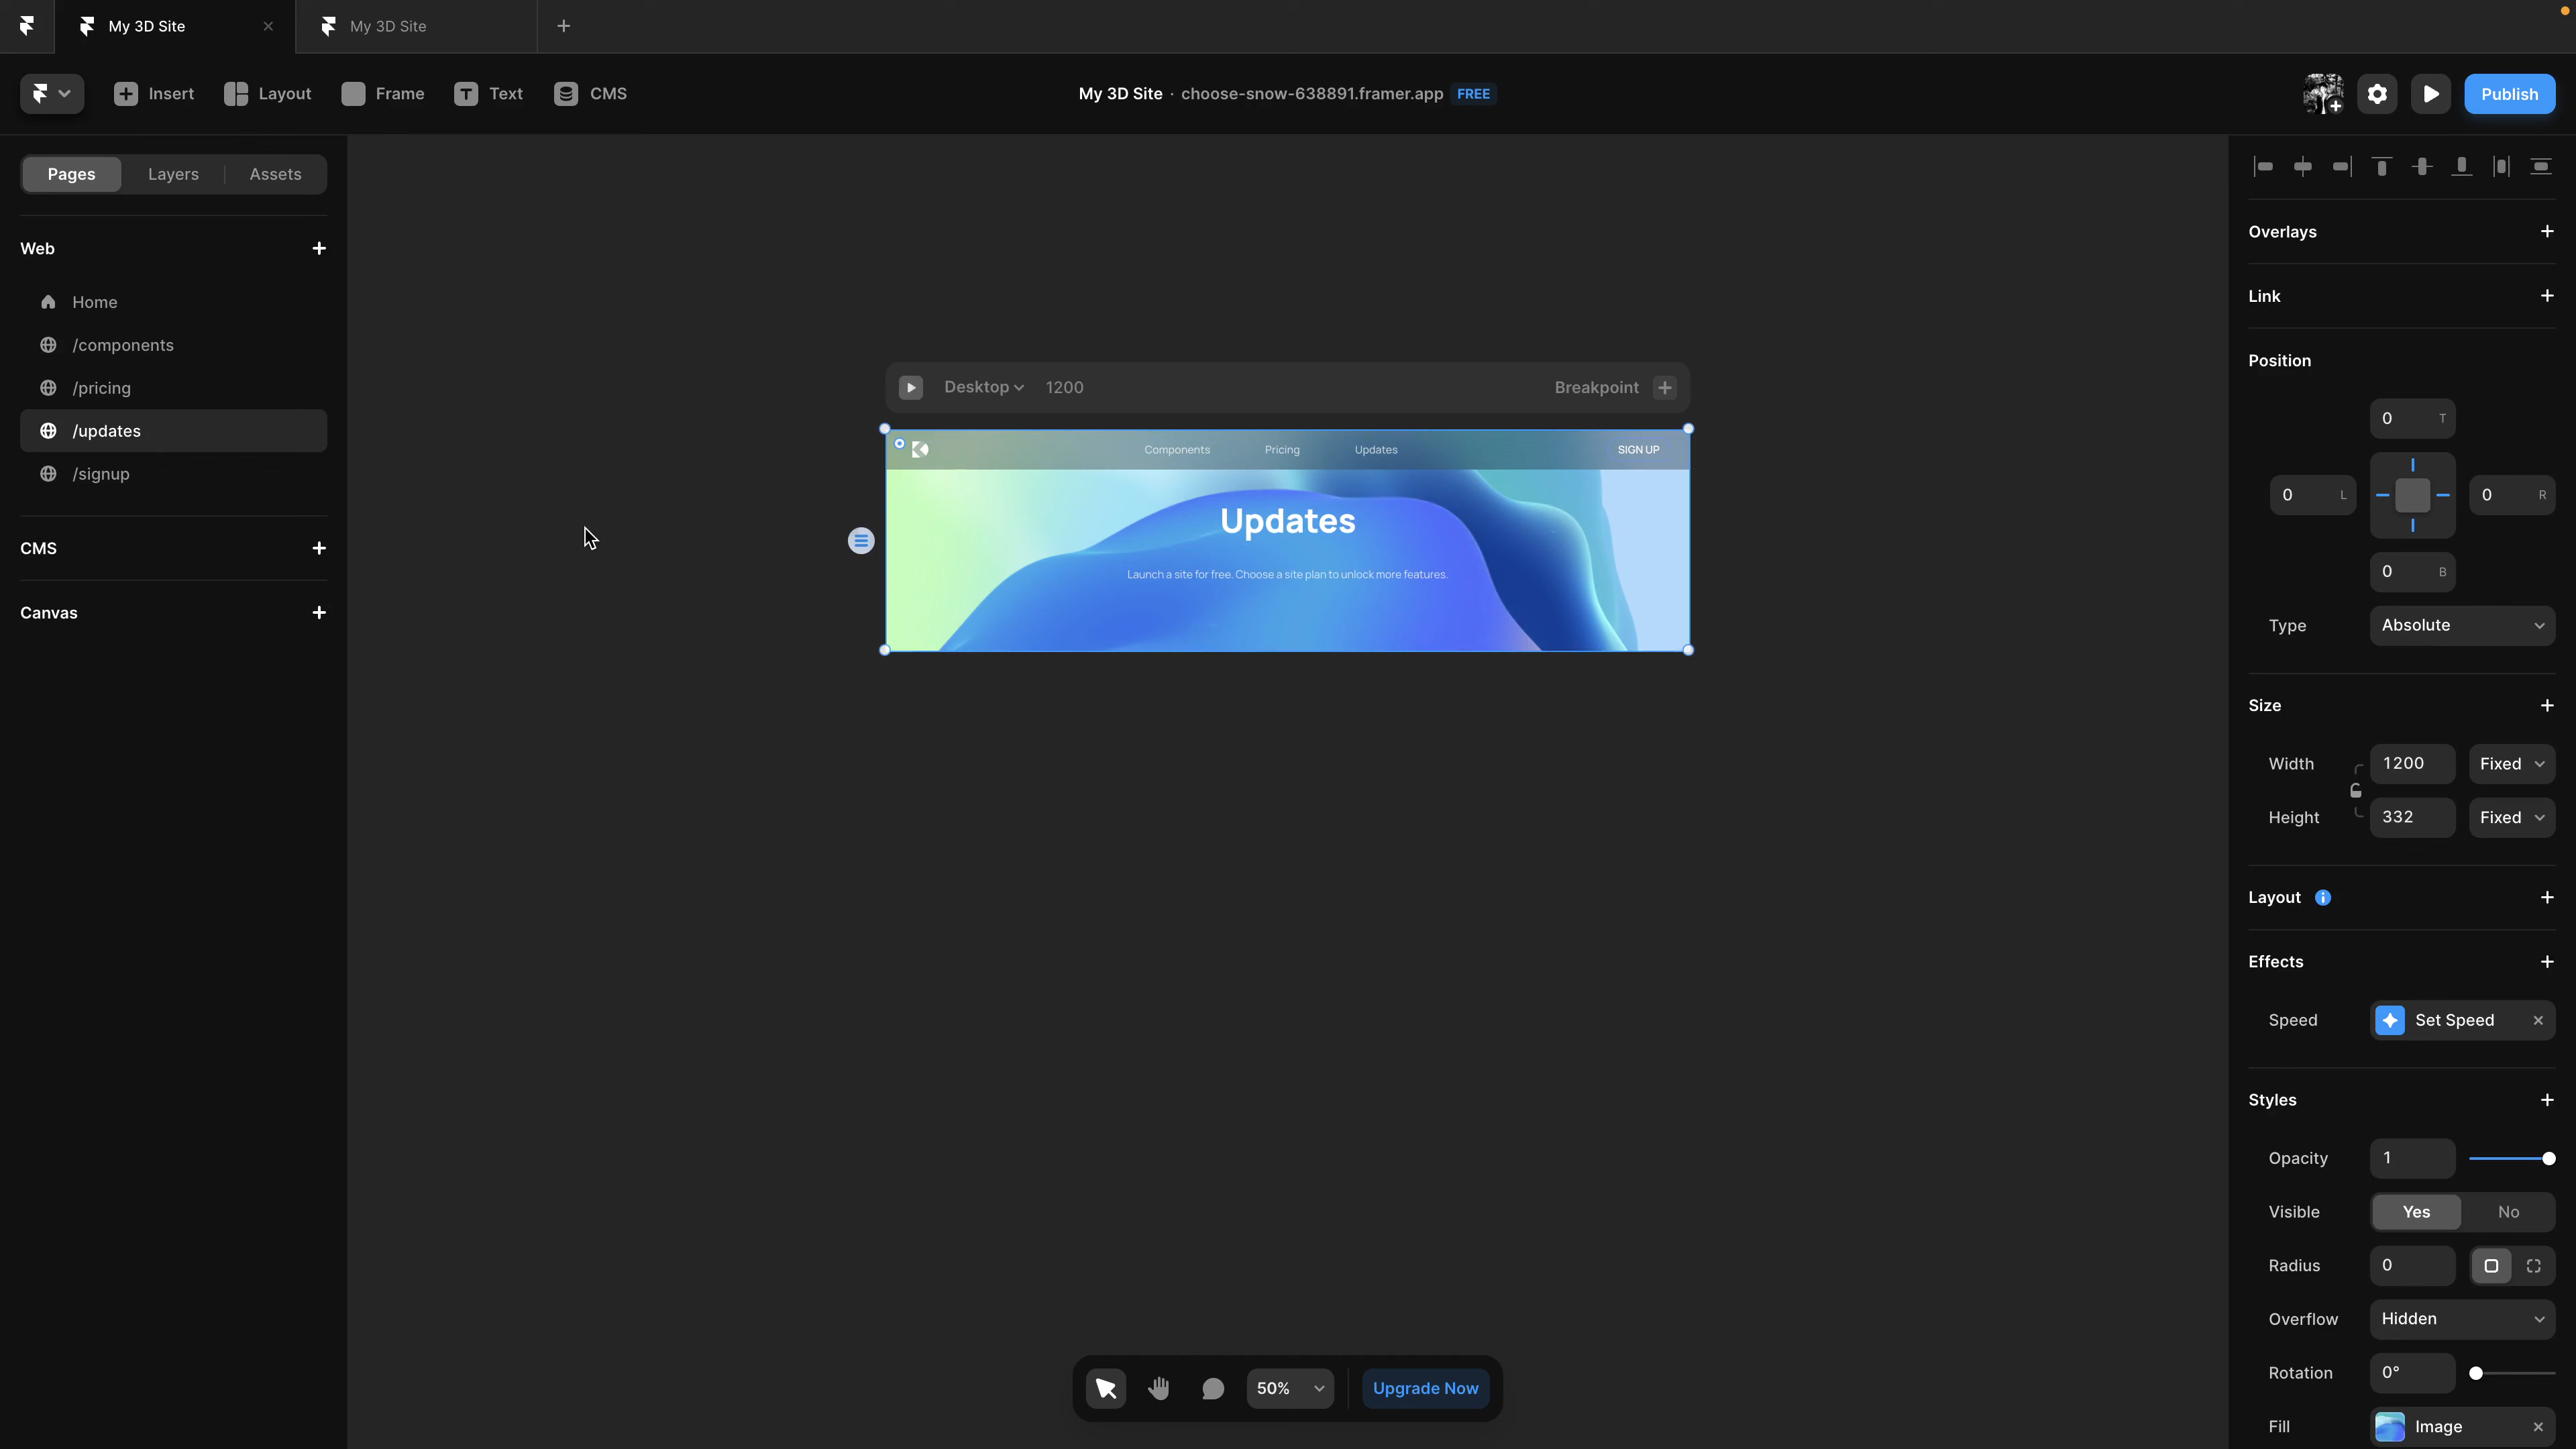 My 3D Site
My 3D Site
Insert Layout Frame Text CMS
My 3D Site · choose-snow-638891.framer.app FREE
Publish
Pages Layers Assets
Web
Home
/components
/pricing
/updates
/signup
CMS
Canvas
Desktop 1200 Breakpoint
Components Pricing Updates SIGN UP
Updates
Launch a site for free. Choose a site plan to unlock more features.
50% Upgrade Now
Overlays
Link
Position
0 T
0 L
0 R
0 B
Type Absolute
Size
Width 1200 Fixed
Height 332 Fixed
Layout
Effects
Speed Set Speed
Styles
Opacity 1
Visible Yes No
Radius 0
Overflow Hidden
Rotation 0°
Fill Image